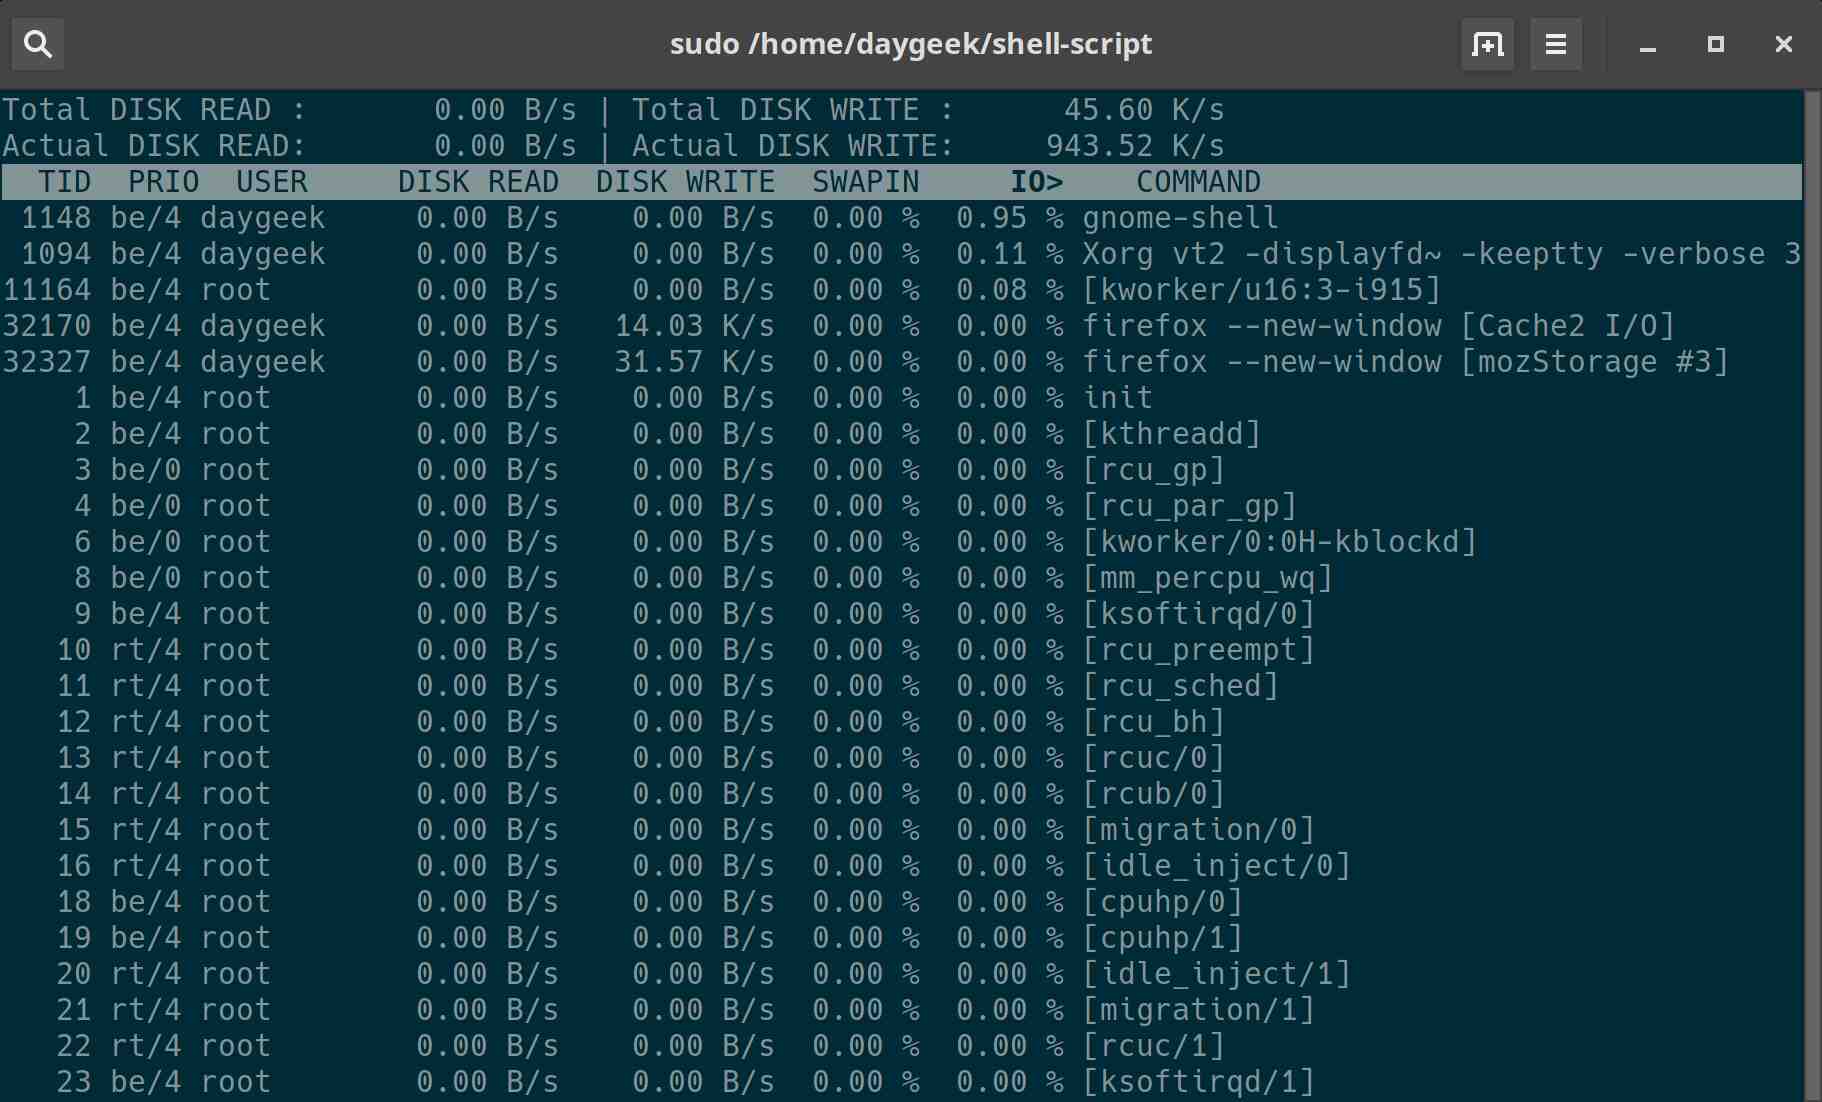 sudo /home/daygeek/shell-script
Total DISK READ :       0.00 B/s | Total DISK WRITE :      45.60 K/s
Actual DISK READ:       0.00 B/s | Actual DISK WRITE:     943.52 K/s
  TID  PRIO  USER     DISK READ  DISK WRITE  SWAPIN     IO>    COMMAND
 1148 be/4 daygeek     0.00 B/s    0.00 B/s  0.00 %  0.95 % gnome-shell
 1094 be/4 daygeek     0.00 B/s    0.00 B/s  0.00 %  0.11 % Xorg vt2 -displayfd~ -keeptty -verbose 3
11164 be/4 root        0.00 B/s    0.00 B/s  0.00 %  0.08 % [kworker/u16:3-i915]
32170 be/4 daygeek     0.00 B/s   14.03 K/s  0.00 %  0.00 % firefox --new-window [Cache2 I/O]
32327 be/4 daygeek     0.00 B/s   31.57 K/s  0.00 %  0.00 % firefox --new-window [mozStorage #3]
    1 be/4 root        0.00 B/s    0.00 B/s  0.00 %  0.00 % init
    2 be/4 root        0.00 B/s    0.00 B/s  0.00 %  0.00 % [kthreadd]
    3 be/0 root        0.00 B/s    0.00 B/s  0.00 %  0.00 % [rcu_gp]
    4 be/0 root        0.00 B/s    0.00 B/s  0.00 %  0.00 % [rcu_par_gp]
    6 be/0 root        0.00 B/s    0.00 B/s  0.00 %  0.00 % [kworker/0:0H-kblockd]
    8 be/0 root        0.00 B/s    0.00 B/s  0.00 %  0.00 % [mm_percpu_wq]
    9 be/4 root        0.00 B/s    0.00 B/s  0.00 %  0.00 % [ksoftirqd/0]
   10 rt/4 root        0.00 B/s    0.00 B/s  0.00 %  0.00 % [rcu_preempt]
   11 rt/4 root        0.00 B/s    0.00 B/s  0.00 %  0.00 % [rcu_sched]
   12 rt/4 root        0.00 B/s    0.00 B/s  0.00 %  0.00 % [rcu_bh]
   13 rt/4 root        0.00 B/s    0.00 B/s  0.00 %  0.00 % [rcuc/0]
   14 rt/4 root        0.00 B/s    0.00 B/s  0.00 %  0.00 % [rcub/0]
   15 rt/4 root        0.00 B/s    0.00 B/s  0.00 %  0.00 % [migration/0]
   16 rt/4 root        0.00 B/s    0.00 B/s  0.00 %  0.00 % [idle_inject/0]
   18 be/4 root        0.00 B/s    0.00 B/s  0.00 %  0.00 % [cpuhp/0]
   19 be/4 root        0.00 B/s    0.00 B/s  0.00 %  0.00 % [cpuhp/1]
   20 rt/4 root        0.00 B/s    0.00 B/s  0.00 %  0.00 % [idle_inject/1]
   21 rt/4 root        0.00 B/s    0.00 B/s  0.00 %  0.00 % [migration/1]
   22 rt/4 root        0.00 B/s    0.00 B/s  0.00 %  0.00 % [rcuc/1]
   23 be/4 root        0.00 B/s    0.00 B/s  0.00 %  0.00 % [ksoftirqd/1]